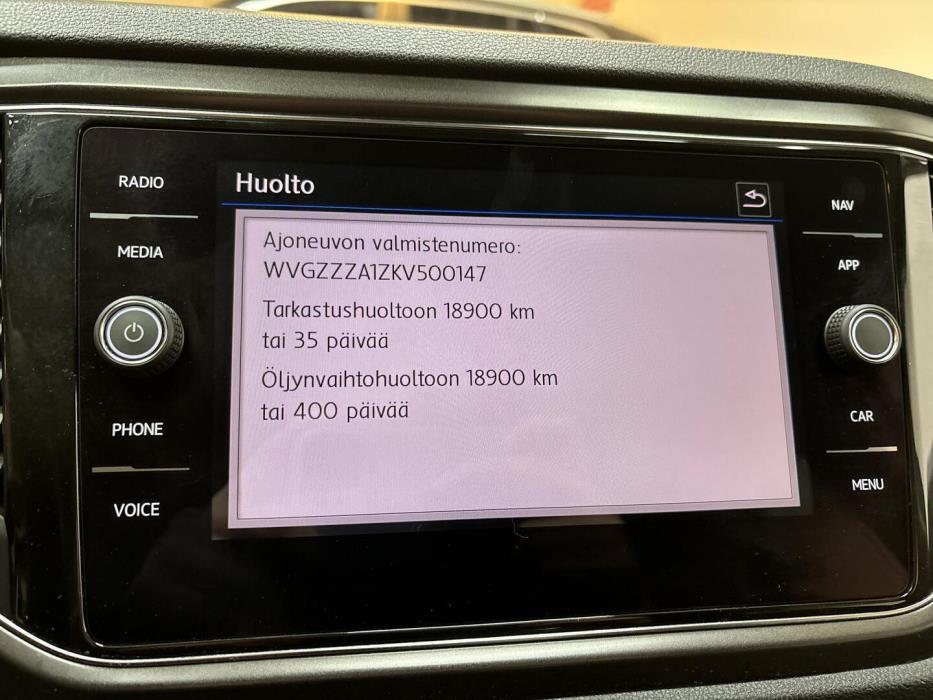 RADIO
MEDIA
PHONE
VOICE
Huolto
Ajoneuvon valmistenumero:
WVGZZZA1ZKV500147
Tarkastushuoltoon 18900 km
tai 35 päivää
Öljynvaihtohuoltoon 18900 km
tai 400 päivää
NAV
APP
CAR
MENU